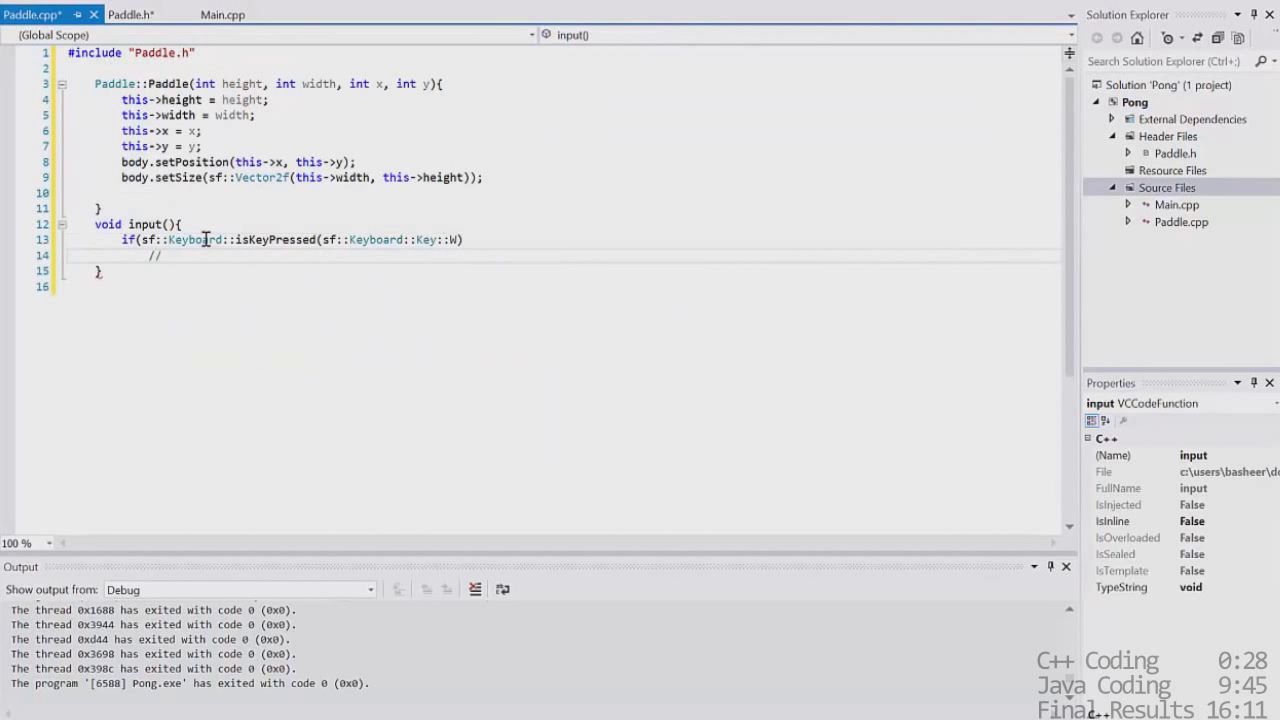 Paddle.cpp* Paddle.h* Main.cpp
(Global Scope) input()
1 #include "Paddle.h"
2
3 Paddle::Paddle(int height, int width, int x, int y){
4 this->height = height;
5 this->width = width;
6 this->x = x;
7 this->y = y;
8 body.setPosition(this->x, this->y);
9 body.setSize(sf::Vector2f(this->width, this->height));
10
11 }
12 void input(){
13 if(sf::Keyboard::isKeyPressed(sf::Keyboard::Key::W)
14 //
15 }
16
100 %
Output
Show output from: Debug
The thread 0x1688 has exited with code 0 (0x0).
The thread 0x3944 has exited with code 0 (0x0).
The thread 0xd44 has exited with code 0 (0x0).
The thread 0x3698 has exited with code 0 (0x0).
The thread 0x398c has exited with code 0 (0x0).
The program '[6588] Pong.exe' has exited with code 0 (0x0).
Solution Explorer
Search Solution Explorer (Ctrl+;)
Solution 'Pong' (1 project)
Pong
External Dependencies
Header Files
Paddle.h
Resource Files
Source Files
Main.cpp
Paddle.cpp
Properties
input VCCodeFunction
C++
(Name) input
File c:\users\basheer\do
FullName input
IsInjected False
IsInline False
IsOverloaded False
IsSealed False
IsTemplate False
TypeString void
C++ Coding 0:28
Java Coding 9:45
Final Results 16:11
C++